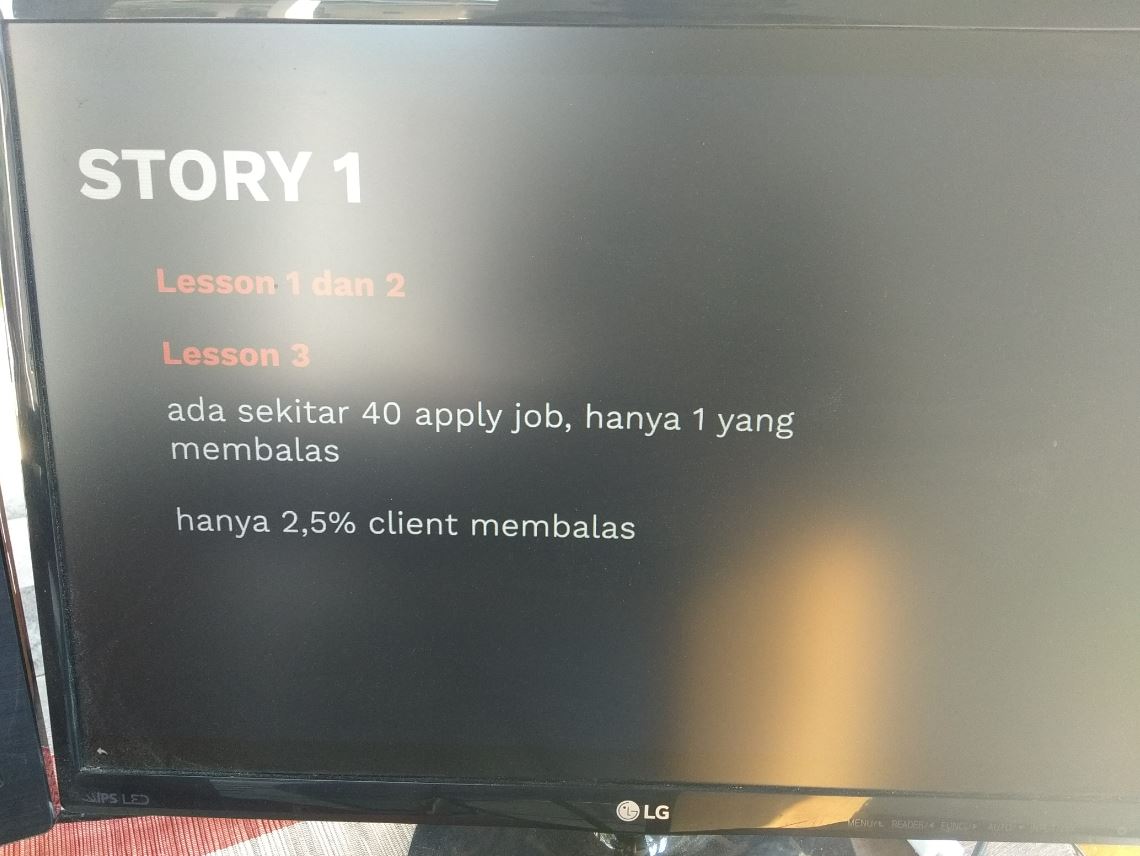 STORY 1
Lesson 1 dan 2
Lesson 3
ada sekitar 40 apply job, hanya 1 yang
membalas
hanya 2,5% client membalas
IPS LED
LG
MENU READER FUNC AUTO